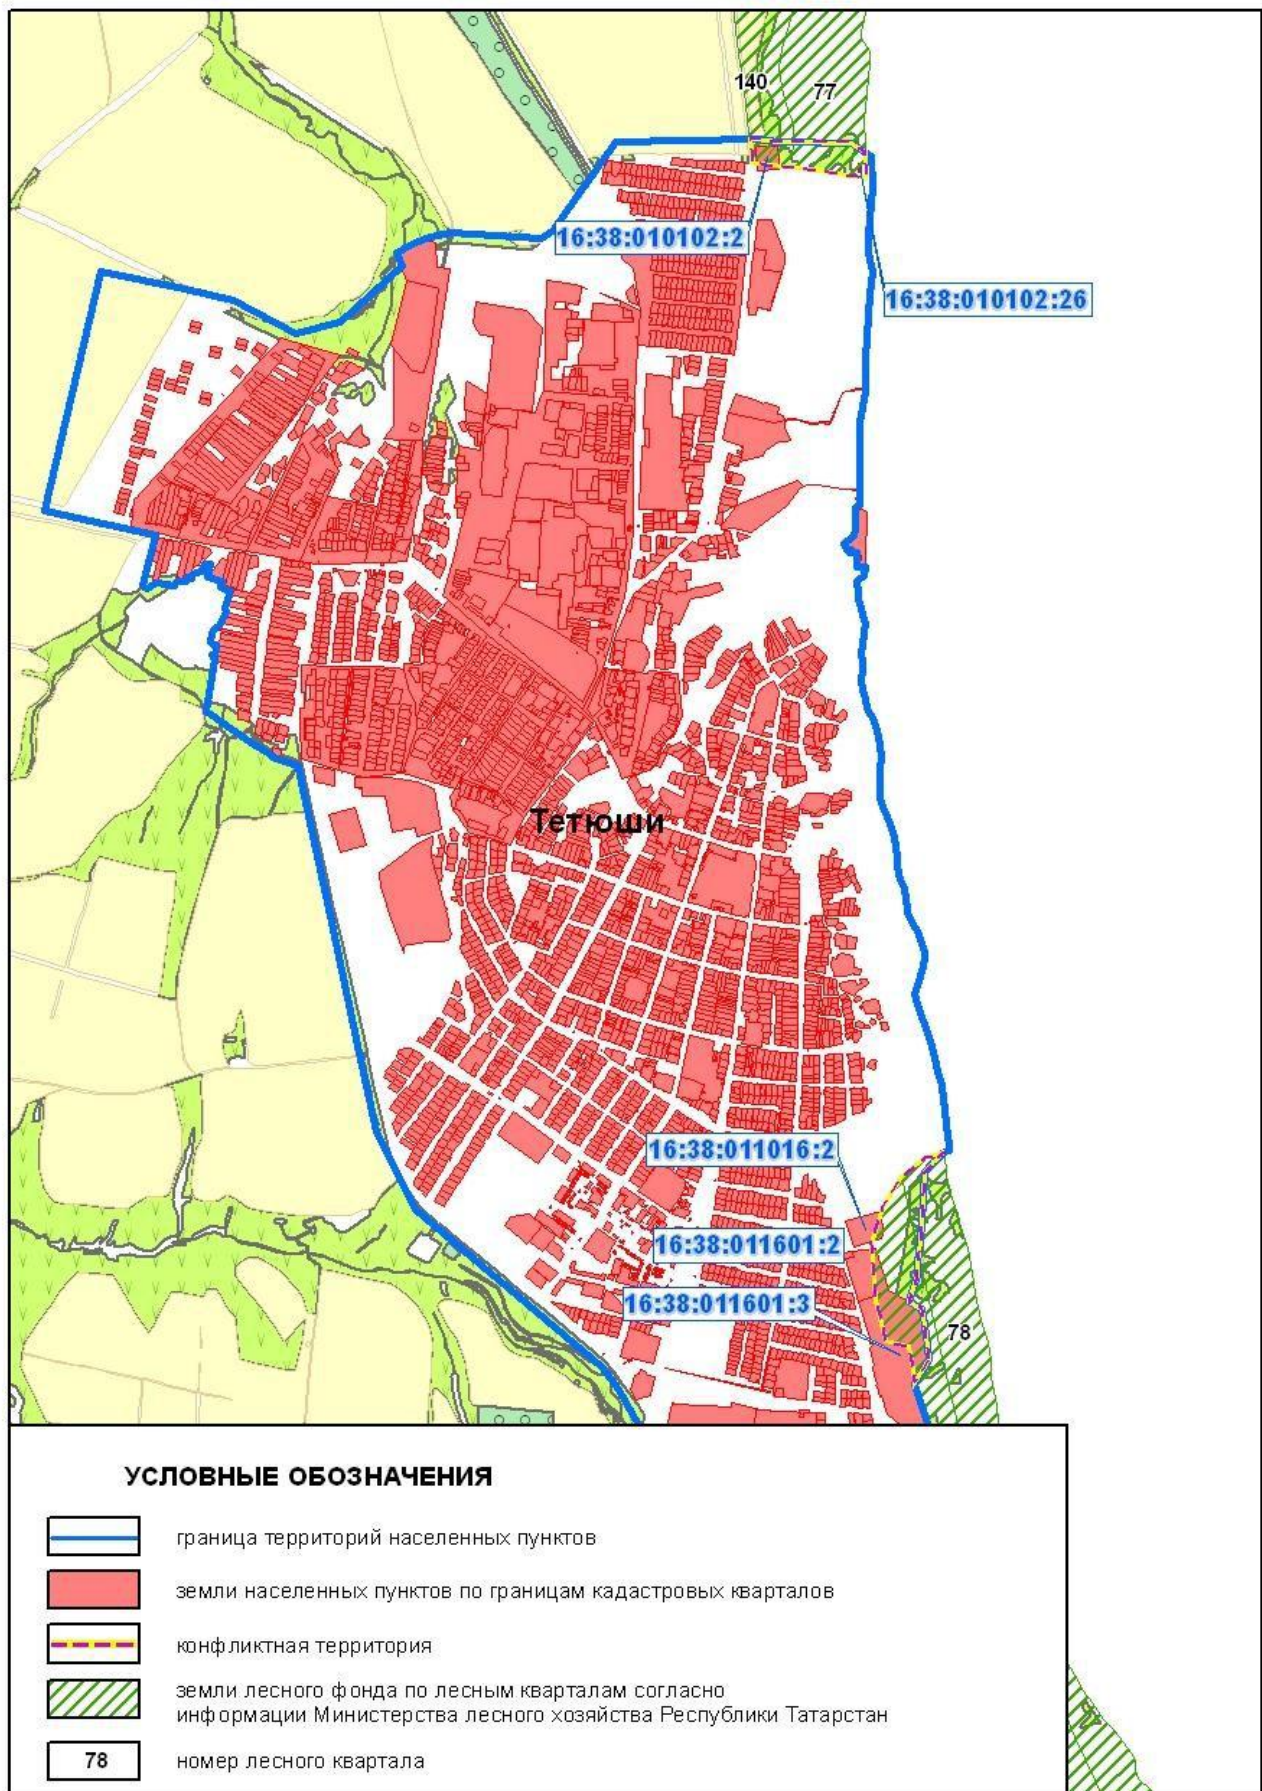 140
77
16:38:010102:2
16:38:010102:26
Тетюши
16:38:011016:2
16:38:011601:2
16:38:011601:3
78
УСЛОВНЫЕ ОБОЗНАЧЕНИЯ
граница территорий населенных пунктов
земли населенных пунктов по границам кадастровых кварталов
конфликтная территория
земли лесного фонда по лесным кварталам согласно
информации Министерства лесного хозяйства Республики Татарстан
78 номер лесного квартала